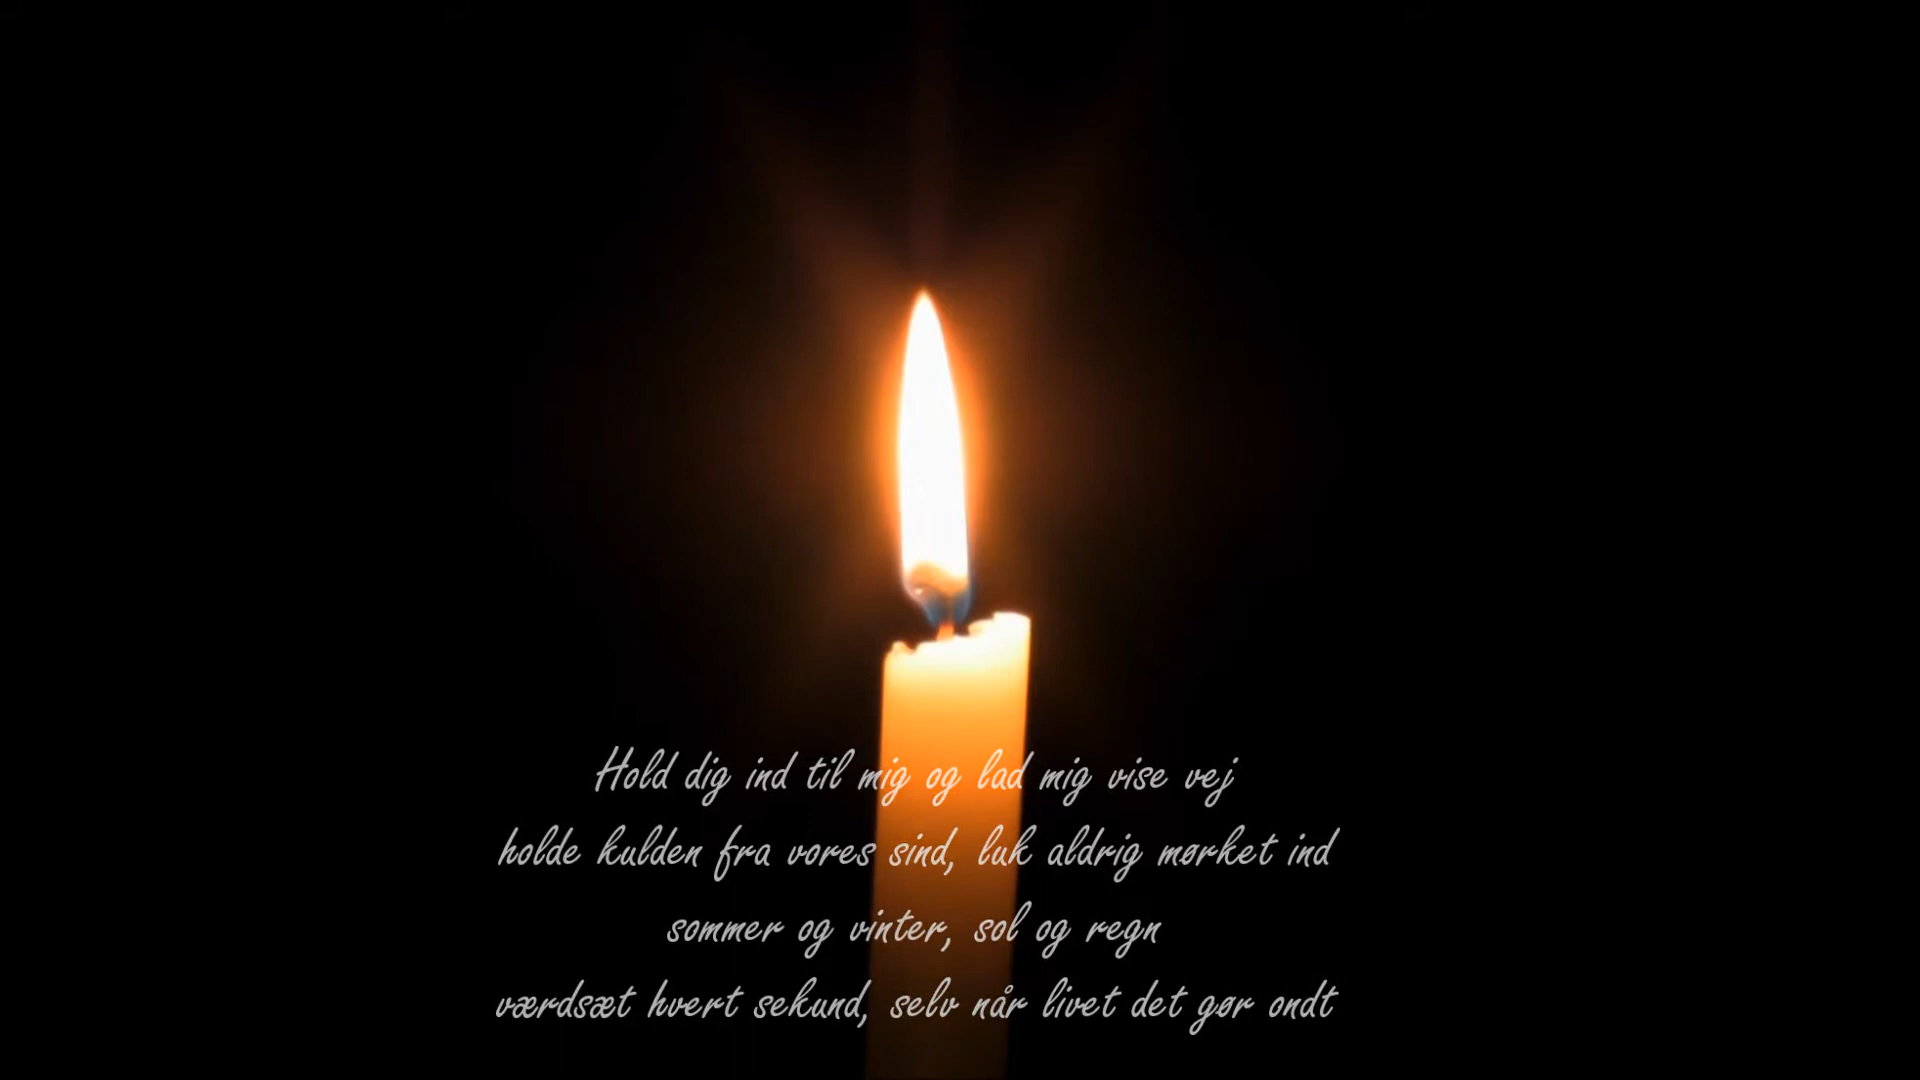 Hold dig ind til mig og lad mig vise vej
holde kulden fra vores sind, luk aldrig mørket ind
sommer og vinter, sol og regn
værdsæt hvert sekund, selv når livet det gør ondt